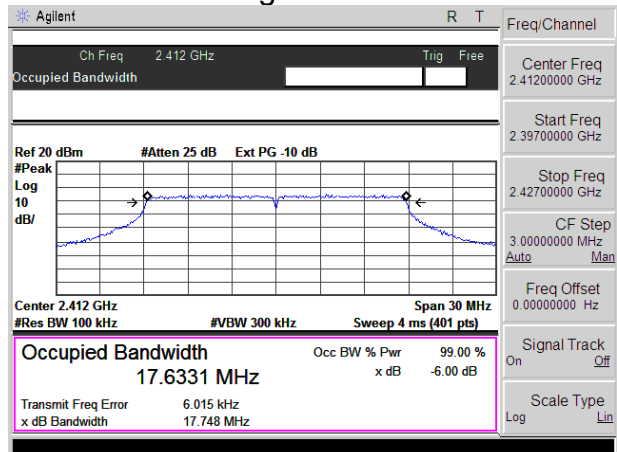 Agilent R T
Freq/Channel
Ch Freq 2.412 GHz Trig Free
Occupied Bandwidth
Center Freq
2.41200000 GHz
Start Freq
2.39700000 GHz
Stop Freq
2.42700000 GHz
CF Step
3.00000000 MHz
Auto Man
Freq Offset
0.00000000 Hz
Signal Track
On Off
Scale Type
Log Lin
Ref 20 dBm #Atten 25 dB Ext PG -10 dB
#Peak
Log
10
dB/
Center 2.412 GHz Span 30 MHz
#Res BW 100 kHz #VBW 300 kHz Sweep 4 ms (401 pts)
Occupied Bandwidth Occ BW % Pwr 99.00 %
17.6331 MHz x dB -6.00 dB
Transmit Freq Error 6.015 kHz
x dB Bandwidth 17.748 MHz